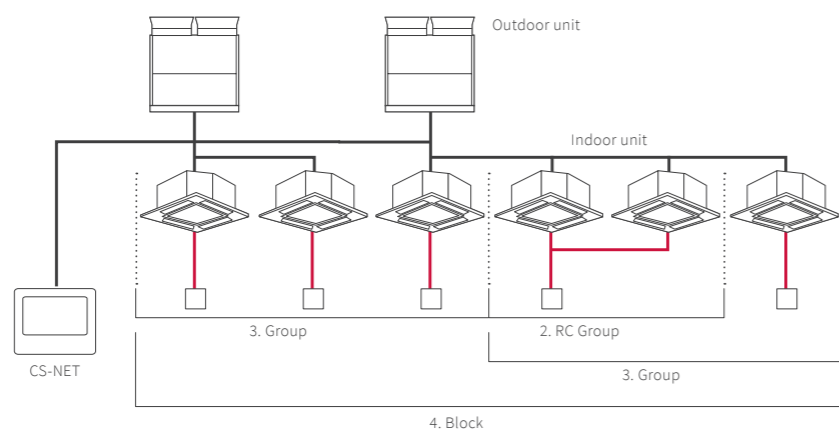 Outdoor unit
Indoor unit
3. Group
2. RC Group
CS-NET
3. Group
4. Block